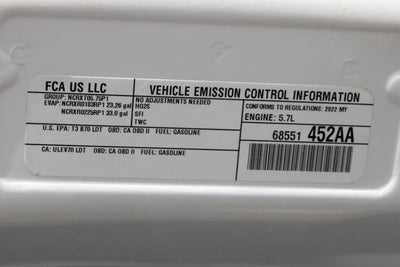 FCA US LLC
VEHICLE EMISSION CONTROL INFORMATION
GROUP: NCRXT05.75P1
EVAP: NCRXR0183RP1 23,26 gal
NCRXR0225RP1 33.0 gal
NO ADJUSTMENTS NEEDED
HO2S
SFI
TWC
CONFORMS TO REGULATIONS: 2022 MY
ENGINE: 5.7L
68551 452AA
U.S. EPA: T3 B70 LDT OBD: CA OBD II FUEL: GASOLINE
CA: ULEV70 LDT OBD: CA OBD II FUEL: GASOLINE